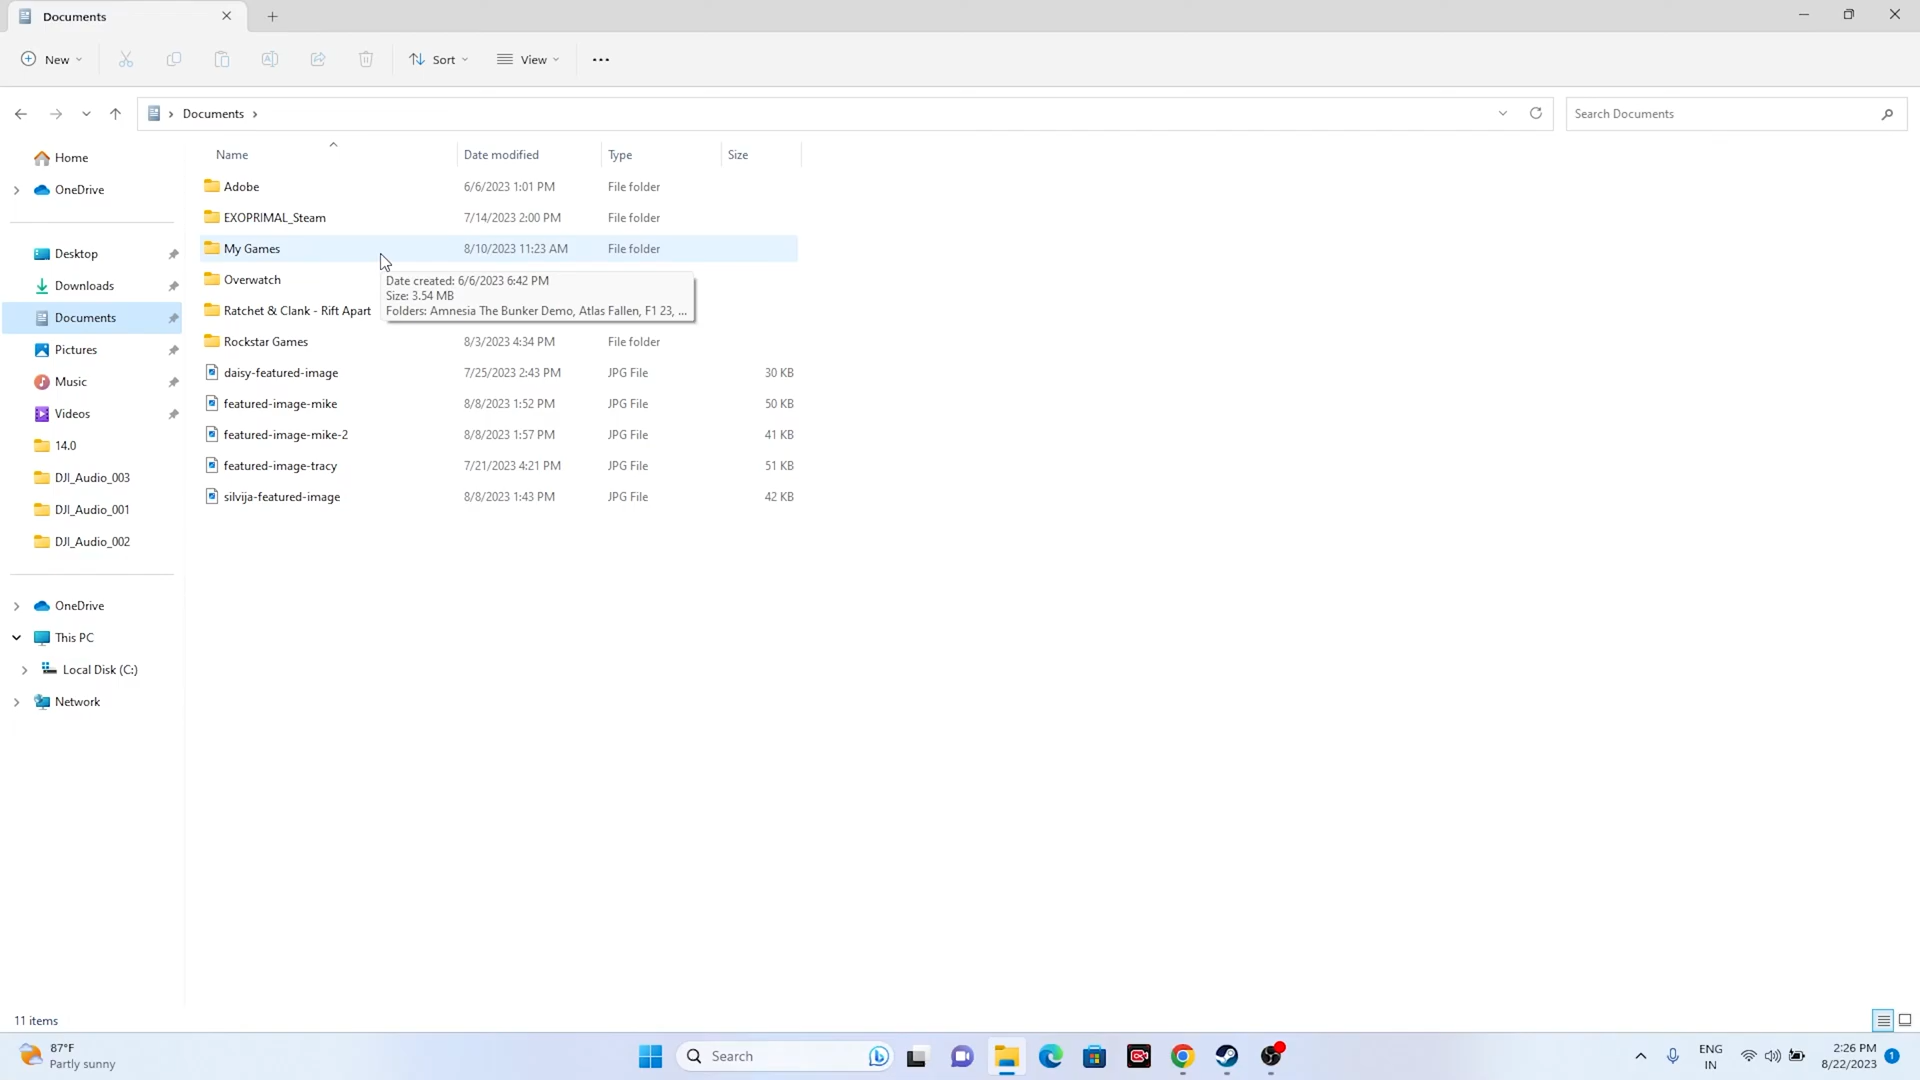 Documents
New
Sort
View
Documents
Search Documents
Home
OneDrive
Desktop
Downloads
Documents
Pictures
Music
Videos
14.0
DJI_Audio_003
DJI_Audio_001
DJI_Audio_002
OneDrive
This PC
Local Disk (C:)
Network
Name Date modified Type Size
Adobe 6/6/2023 1:01 PM File folder
EXOPRIMAL_Steam 7/14/2023 2:00 PM File folder
My Games 8/10/2023 11:23 AM File folder
Overwatch
Date created: 6/6/2023 6:42 PM
Size: 3.54 MB
Folders: Amnesia The Bunker Demo, Atlas Fallen, F1 23, ...
Ratchet & Clank - Rift Apart
Rockstar Games 8/3/2023 4:34 PM File folder
daisy-featured-image 7/25/2023 2:43 PM JPG File 30 KB
featured-image-mike 8/8/2023 1:52 PM JPG File 50 KB
featured-image-mike-2 8/8/2023 1:57 PM JPG File 41 KB
featured-image-tracy 7/21/2023 4:21 PM JPG File 51 KB
silvija-featured-image 8/8/2023 1:43 PM JPG File 42 KB
11 items
87°F
Partly sunny
Search
ENG
IN
2:26 PM
8/22/2023
1